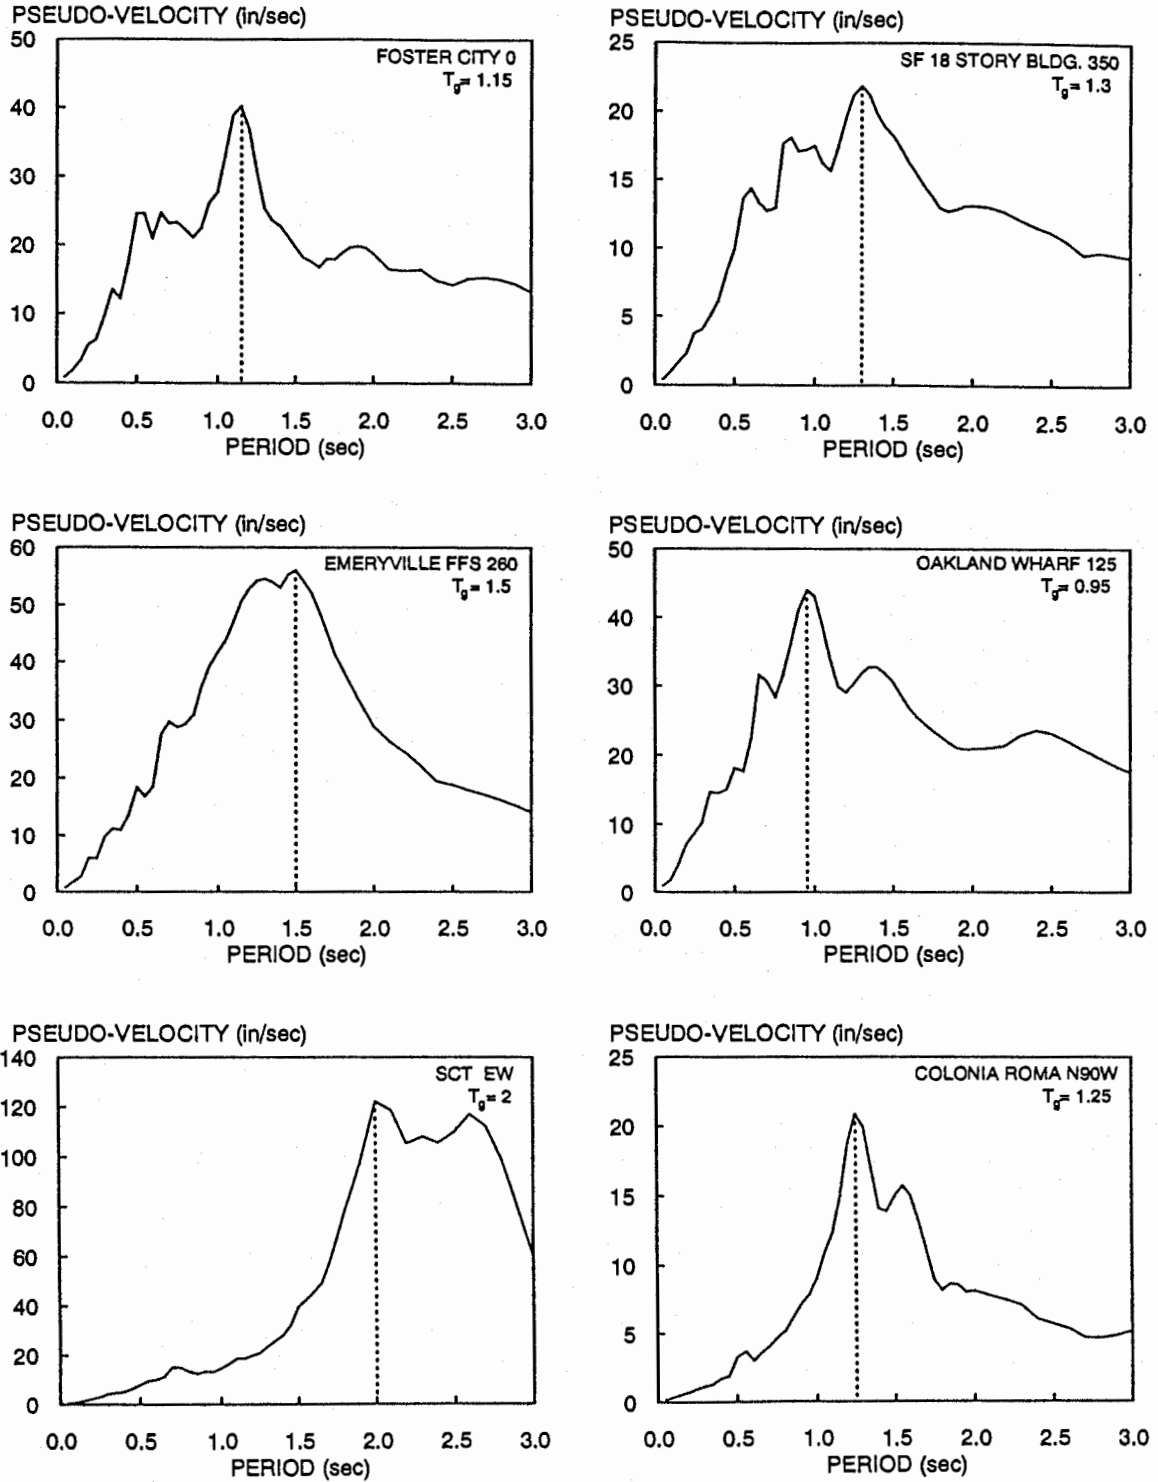 PSEUDO-VELOCITY (in/sec)
50
40
30
20
10
0
FOSTER CITY 0
Tg= 1.15
0.0 0.5 1.0 1.5 2.0 2.5 3.0
PERIOD (sec)
PSEUDO-VELOCITY (in/sec)
25
20
15
10
5
0
SF 18 STORY BLDG. 350
Tg= 1.3
0.0 0.5 1.0 1.5 2.0 2.5 3.0
PERIOD (sec)
PSEUDO-VELOCITY (in/sec)
60
50
40
30
20
10
0
EMERYVILLE FFS 260
Tg= 1.5
0.0 0.5 1.0 1.5 2.0 2.5 3.0
PERIOD (sec)
PSEUDO-VELOCITY (in/sec)
50
40
30
20
10
0
OAKLAND WHARF 125
Tg= 0.95
0.0 0.5 1.0 1.5 2.0 2.5 3.0
PERIOD (sec)
PSEUDO-VELOCITY (in/sec)
140
120
100
80
60
40
20
0
SCT EW
Tg= 2
0.0 0.5 1.0 1.5 2.0 2.5 3.0
PERIOD (sec)
PSEUDO-VELOCITY (in/sec)
25
20
15
10
5
0
COLONIA ROMA N90W
Tg= 1.25
0.0 0.5 1.0 1.5 2.0 2.5 3.0
PERIOD (sec)